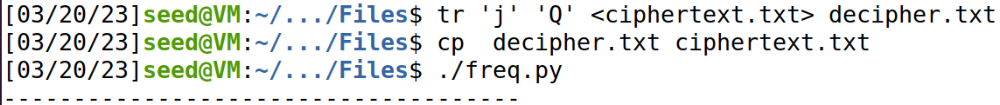 [03/20/23]seed@VM:~/.../Files$ tr 'j' 'Q' <ciphertext.txt> decipher.txt
[03/20/23]seed@VM:~/.../Files$ cp  decipher.txt ciphertext.txt
[03/20/23]seed@VM:~/.../Files$ ./freq.py
-------------------------------------